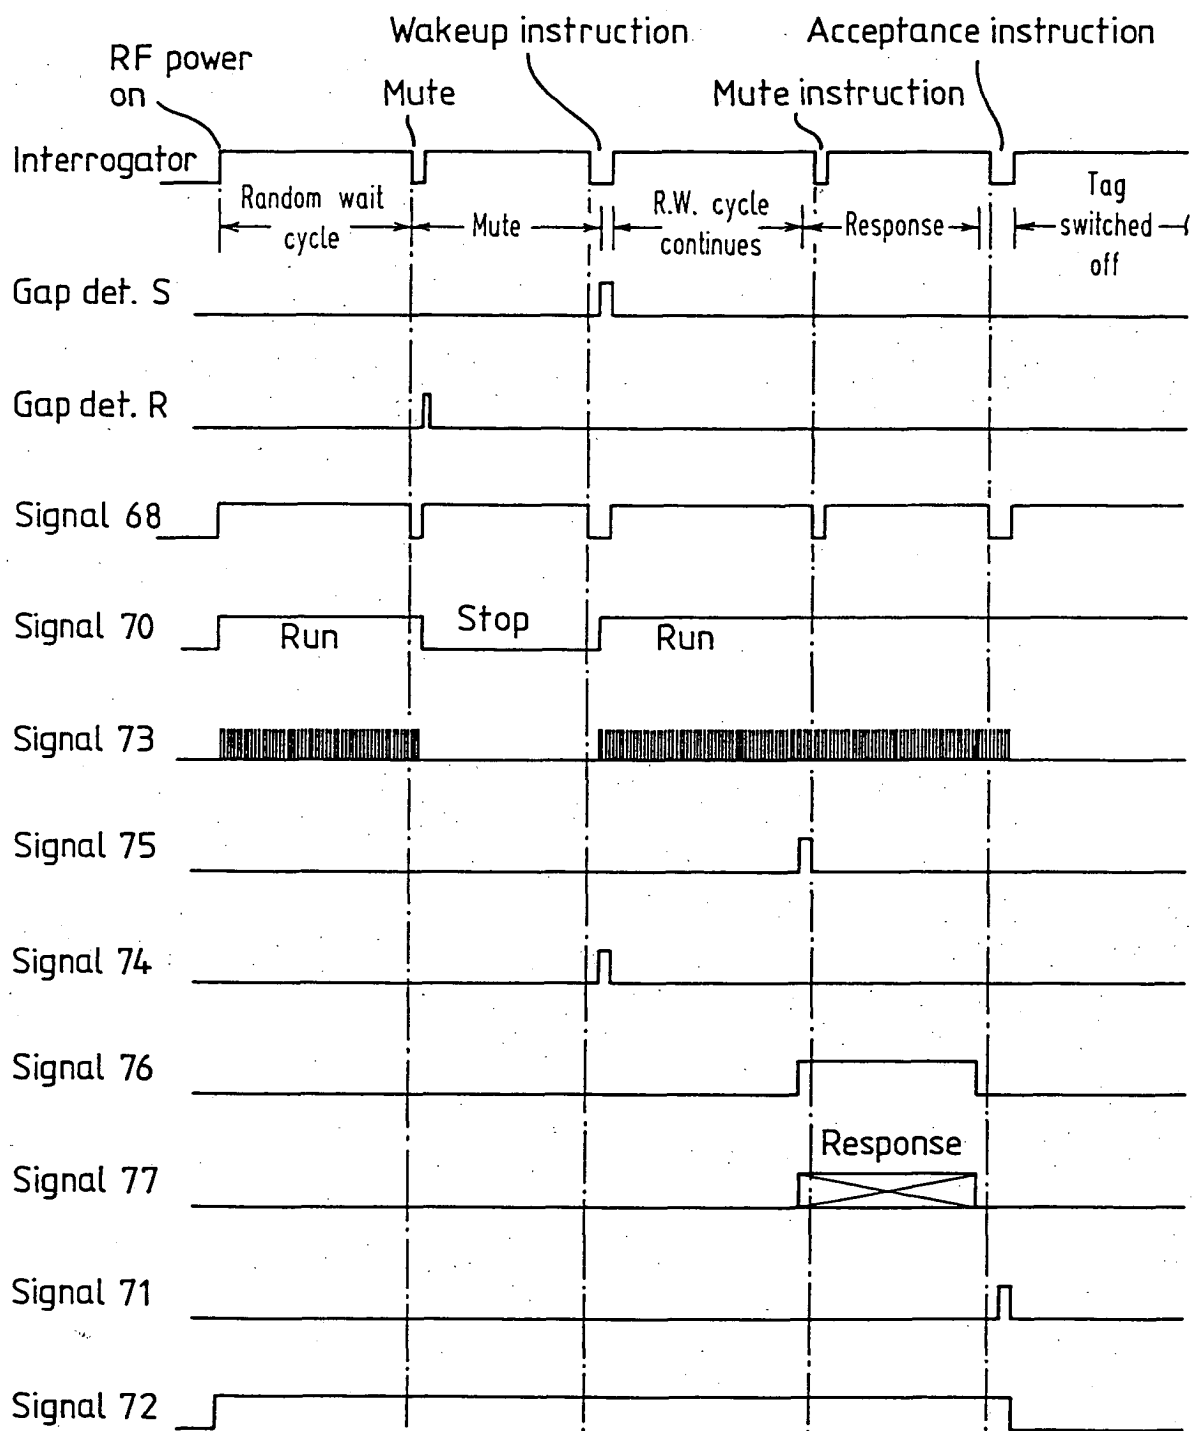 Wakeup instruction
Acceptance instruction
RF power
on
Mute
Mute instruction
Interrogator
Random wait
cycle
Mute
R.W. cycle
continues
Response
Tag
switched
off
Gap det. S
Gap det. R
Signal 68
Signal 70
Run
Stop
Run
Signal 73
Signal 75
Signal 74
Signal 76
Response
Signal 77
Signal 71
Signal 72